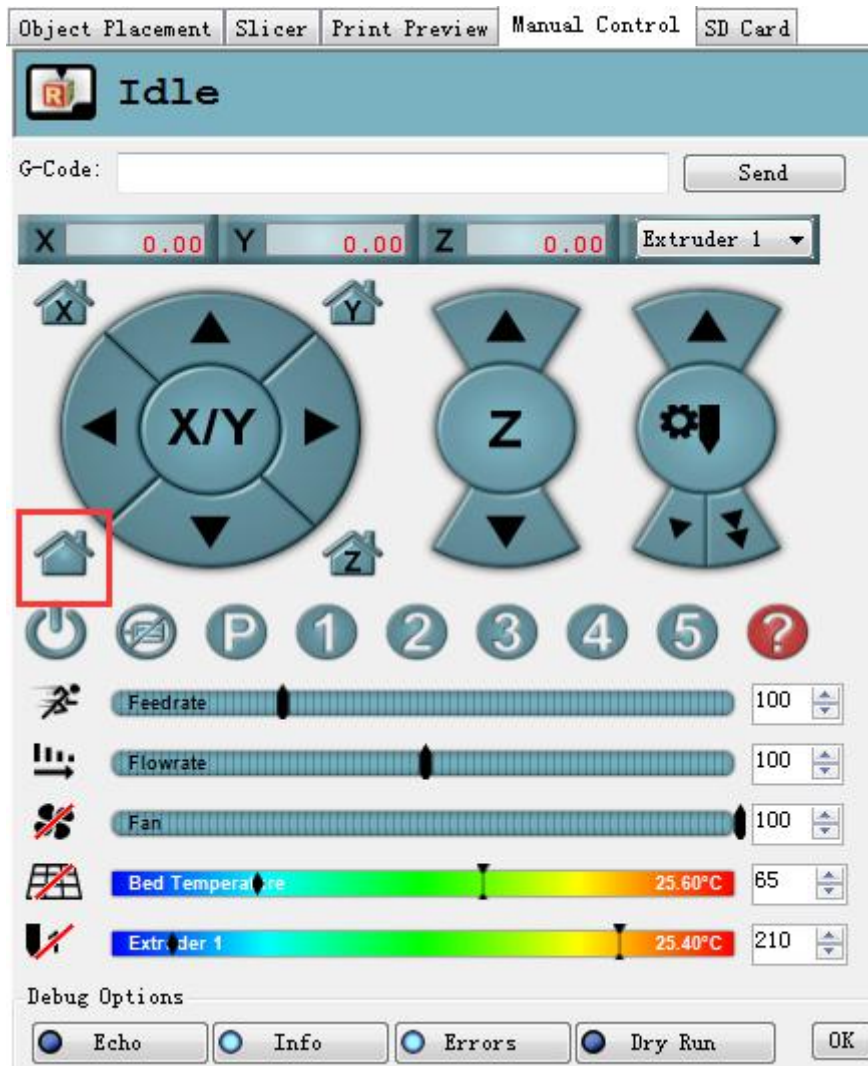 Object Placement Slicer Print Preview Manual Control SD Card
R Idle
G-Code: Send
X 0.00 Y 0.00 Z 0.00 Extruder 1
X Y
X/Y Z
Z
P 1 2 3 4 5 ?
Feedrate 100
Flowrate 100
Fan 100
Bed Temperature 25.60°C 65
1 Extruder 1 25.40°C 210
Debug Options
Echo Info Errors Dry Run OK